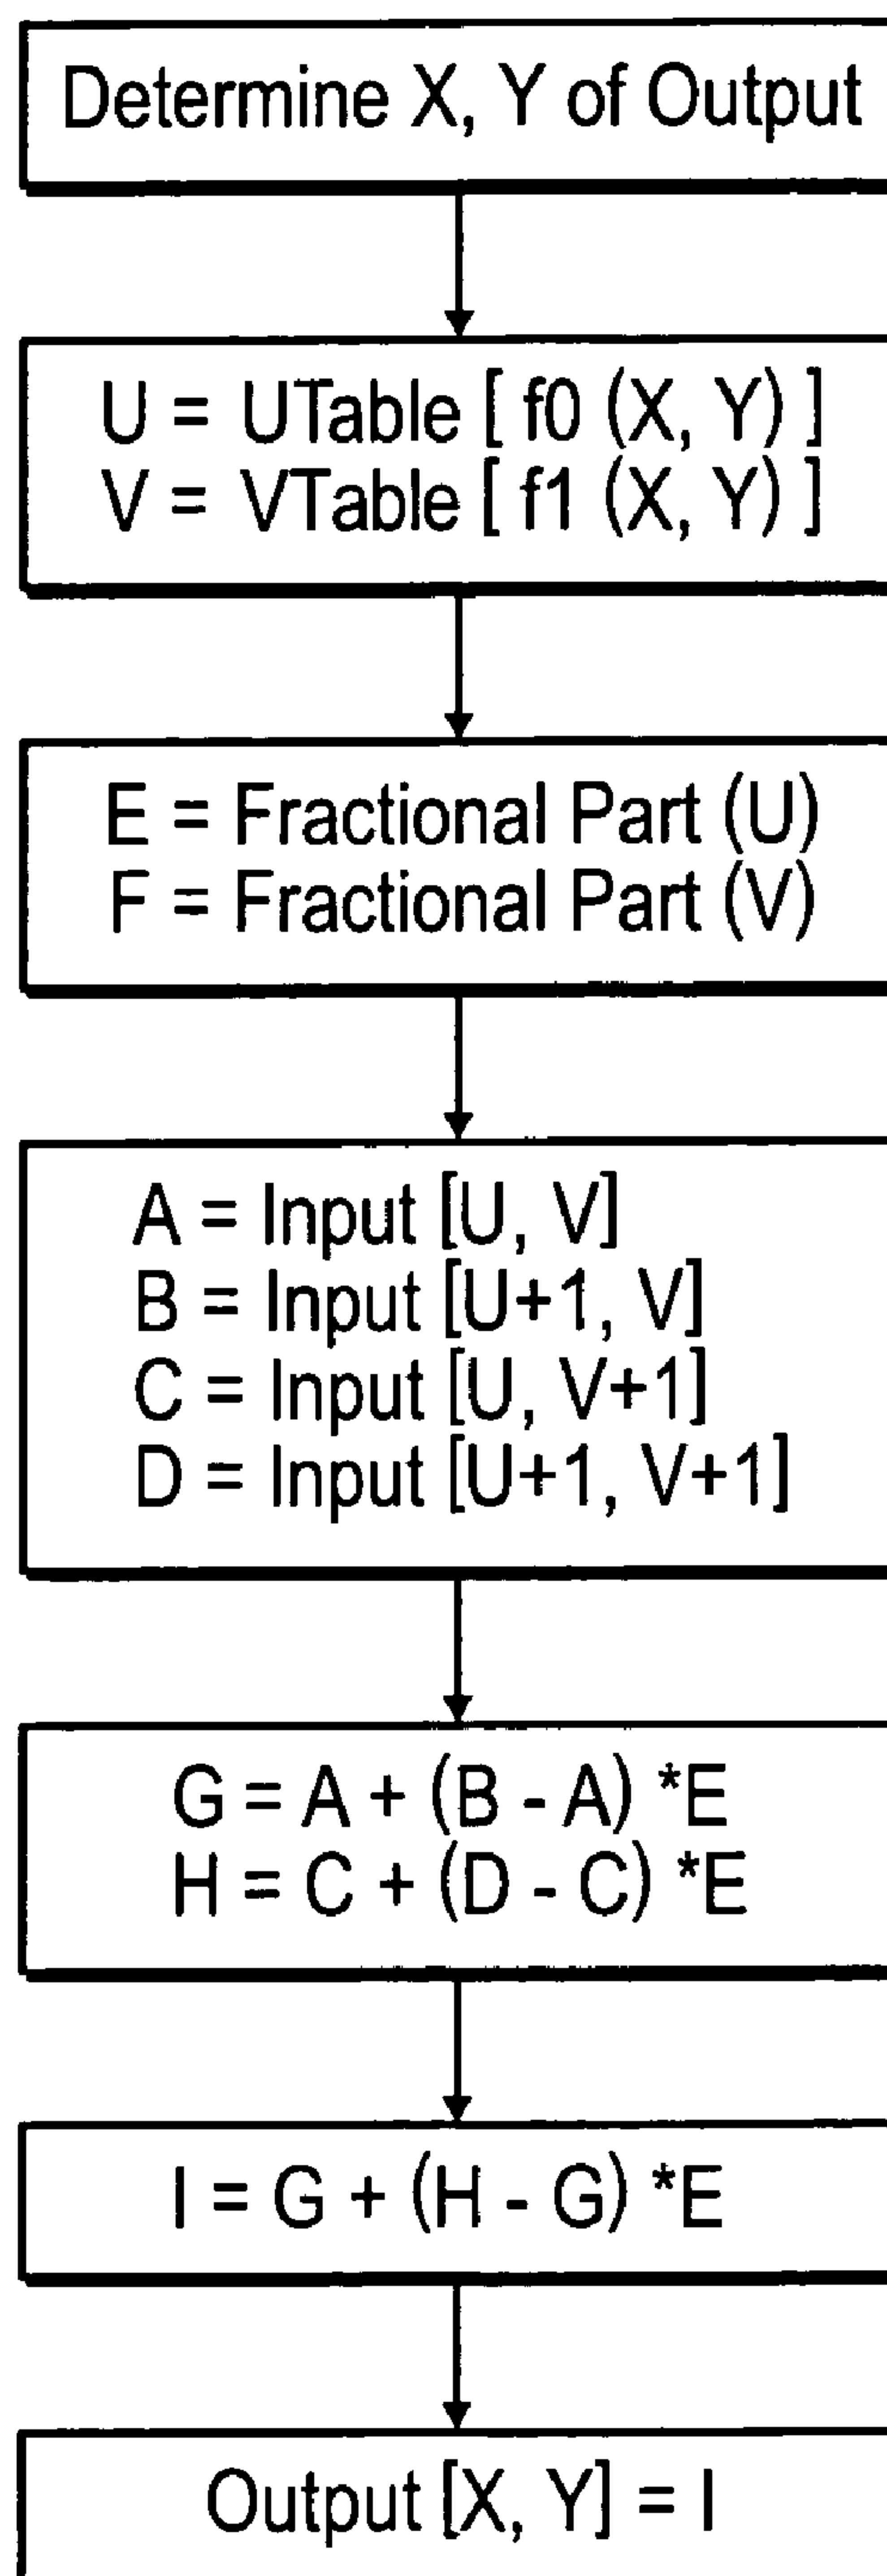 Determine X, Y of Output
U = UTable [ f0 (X, Y) ]
V = VTable [ f1 (X, Y) ]
E = Fractional Part (U)
F = Fractional Part (V)
A = Input [U, V]
B = Input [U+1, V]
C = Input [U, V+1]
D = Input [U+1, V+1]
G = A + (B - A) *E
H = C + (D - C) *E
I = G + (H - G) *E
Output [X, Y] = I